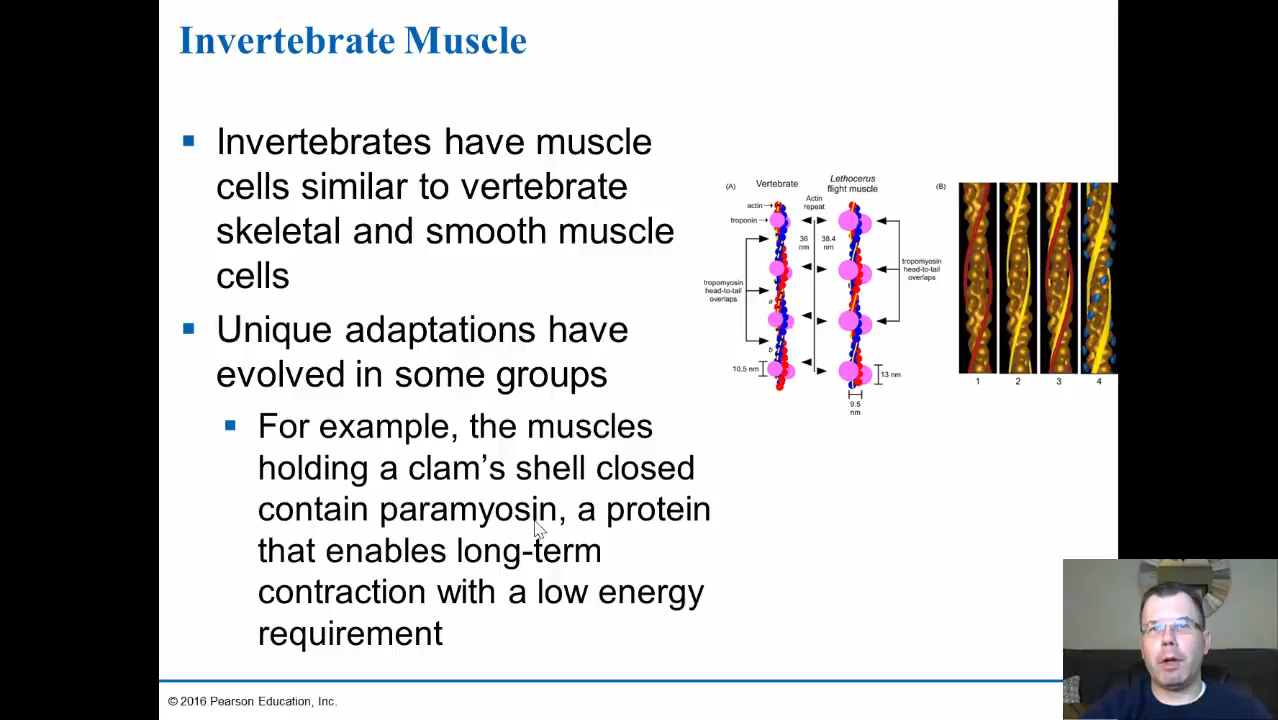 Invertebrate Muscle
Invertebrates have muscle
cells similar to vertebrate
skeletal and smooth muscle
cells
Unique adaptations have
evolved in some groups
For example, the muscles
holding a clam’s shell closed
contain paramyosin, a protein
that enables long-term
contraction with a low energy
requirement
(A)
Vertebrate
Lethocerus
flight muscle
(B)
actin
troponin
Actin
repeat
36
nm
38.4
nm
tropomyosin
head-to-tail
overlaps
tropomyosin
head-to-tail
overlaps
a
b
10.5 nm
13 nm
9.5
nm
1
2
3
4
© 2016 Pearson Education, Inc.